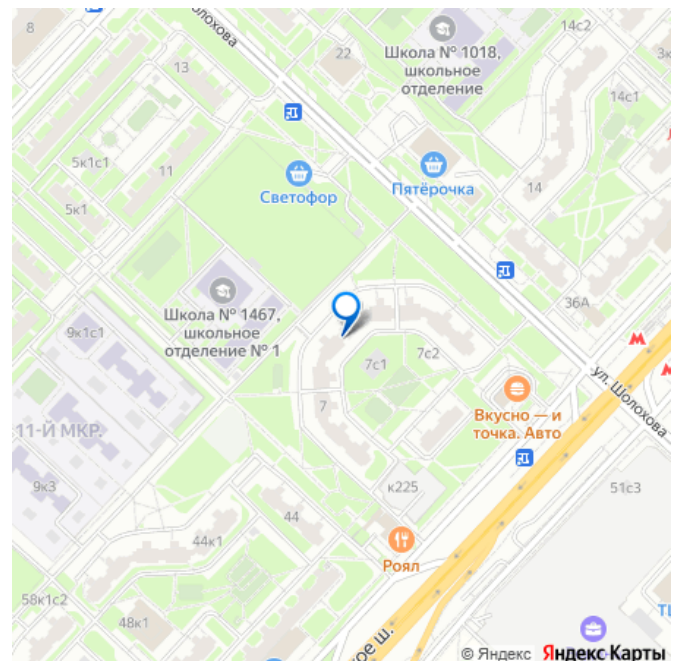 8
Шолохова
22
Школа № 1018,
школьное
отделение
14с2
13
14с1
5к1с1
11
Светофор
Пятёрочка
14
5к1
Школа № 1467,
школьное
отделение № 1
36А
М
9к1с1
7с1
7с2
ул. Шолохова
7
Вкусно — и
точка. Авто
11-Й МКР.
9к3
к225
51с3
44
44к1
Роял
58к1с2
48к1
ое ш.
© Яндекс
Яндекс Карты